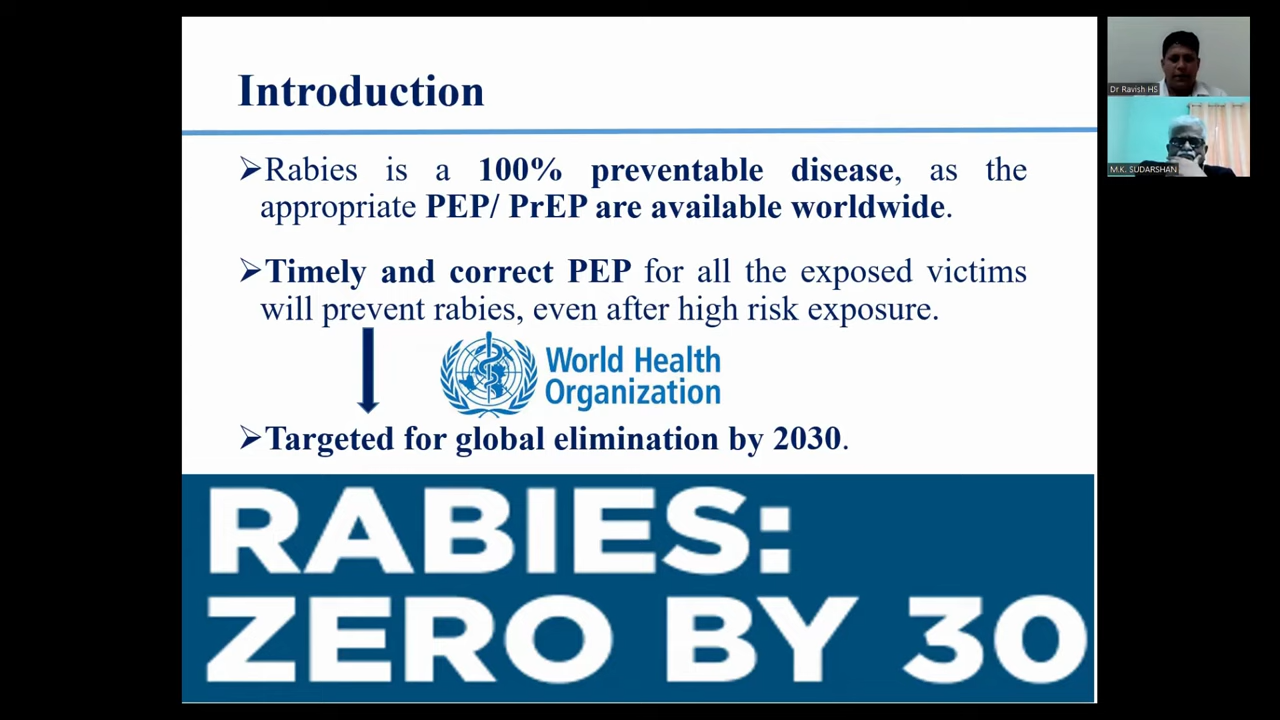 Introduction
➢Rabies is a 100% preventable disease, as the
appropriate PEP/ PrEP are available worldwide.
➢Timely and correct PEP for all the exposed victims
will prevent rabies, even after high risk exposure.
World Health
Organization
➢Targeted for global elimination by 2030.
RABIES:
ZERO BY 30
Dr Ravish HS
M.K. SUDARSHAN